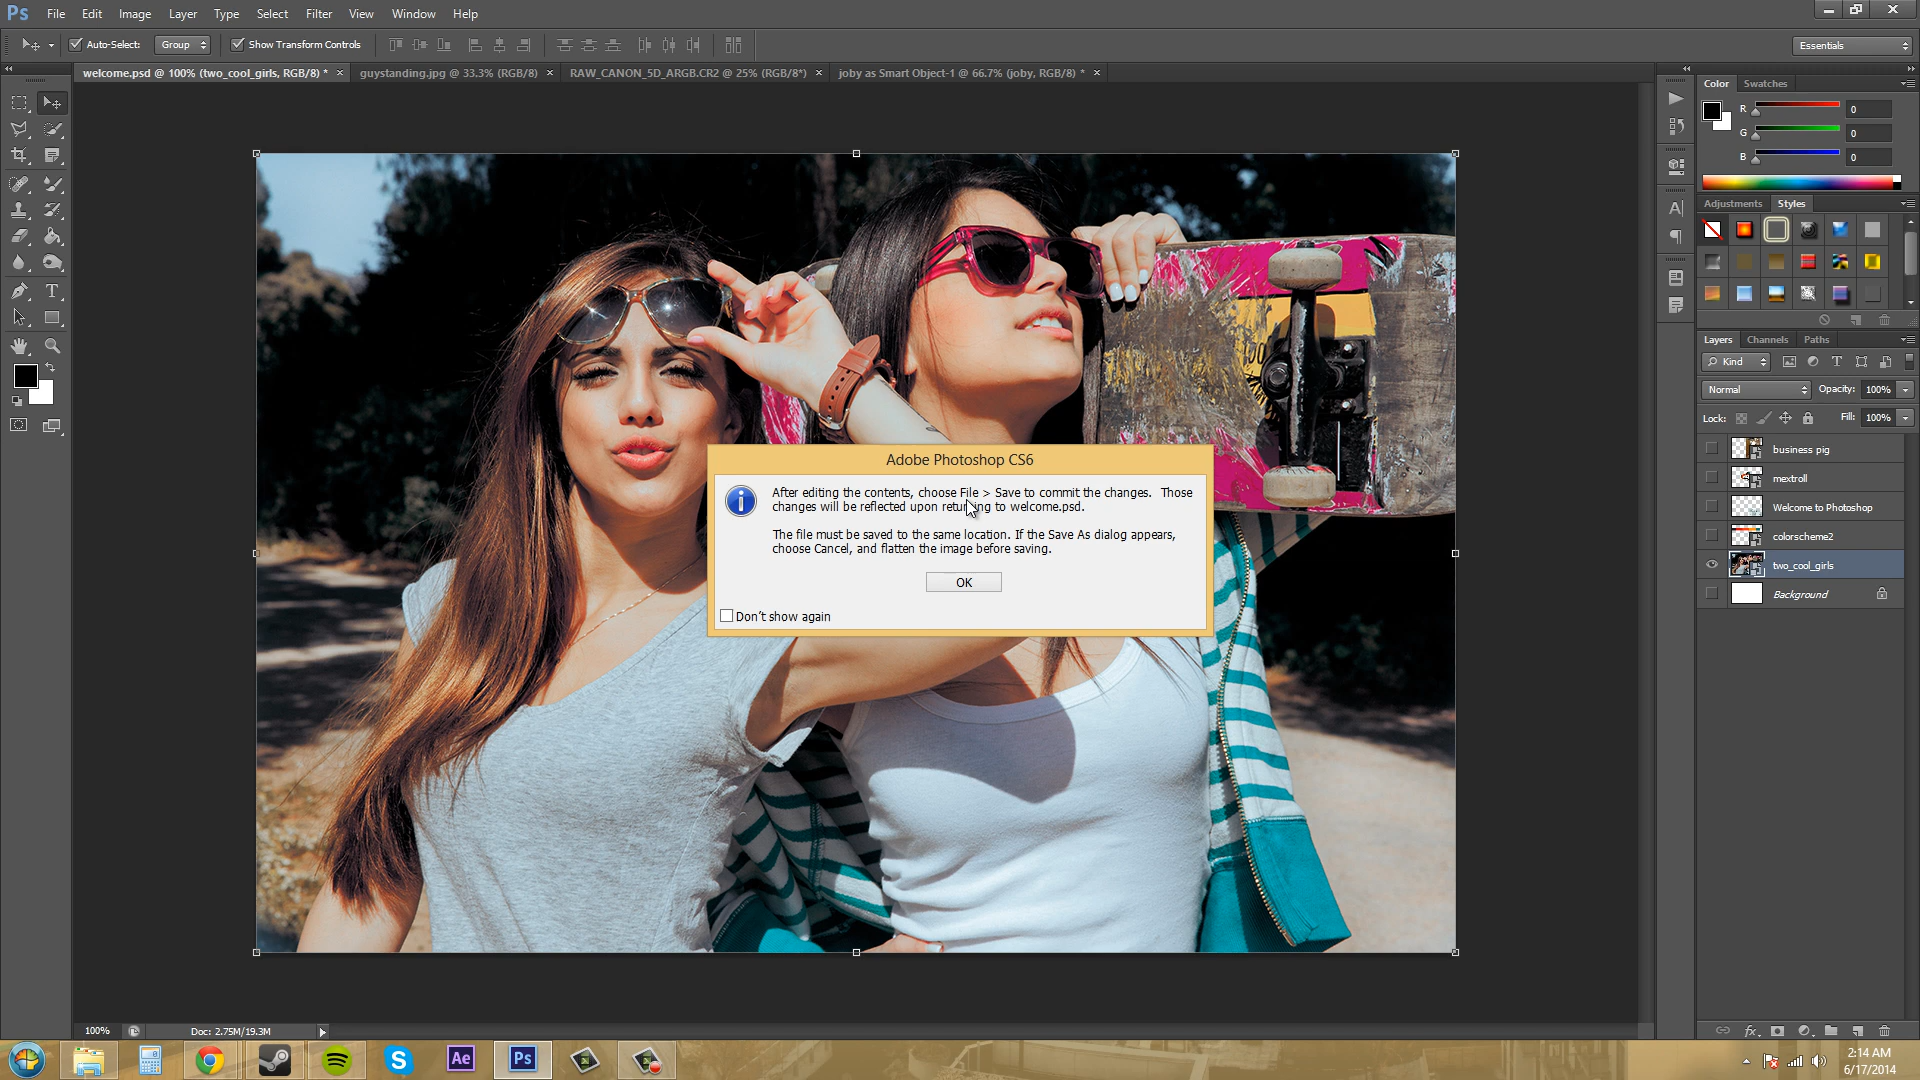 Ps File Edit Image Layer Type Select Filter View Window Help
Auto-Select: Group Show Transform Controls Essentials
welcome.psd @ 100% (two_cool_girls, RGB/8) * guystanding.jpg @ 33.3% (RGB/8) RAW_CANON_5D_ARGB.CR2 @ 25% (RGB/8*) joby as Smart Object-1 @ 66.7% (joby, RGB/8) *
Color Swatches
R 0
G 0
B 0
Adjustments Styles
Layers Channels Paths
Kind
Normal Opacity: 100%
Lock: Fill: 100%
business pig
mextroll
Welcome to Photoshop
colorscheme2
two_cool_girls
Background
Adobe Photoshop CS6
After editing the contents, choose File > Save to commit the changes. Those
changes will be reflected upon returning to welcome.psd.
The file must be saved to the same location. If the Save As dialog appears,
choose Cancel, and flatten the image before saving.
OK
Don't show again
100% Doc: 2.75M/19.3M
Ae Ps
2:14 AM
6/17/2014